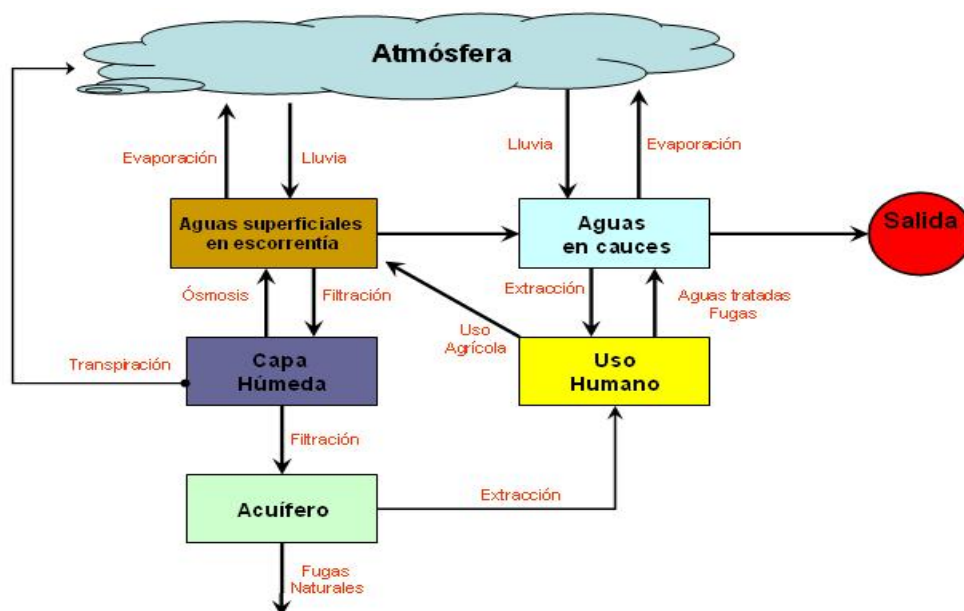 Atmósfera
Evaporación
Lluvia
Lluvia
Evaporación
Aguas superficiales
en escorrentía
Aguas
en cauces
Salida
Ósmosis
Filtración
Extracción
Aguas tratadas
Fugas
Uso
Agrícola
Transpiración
Capa
Húmeda
Uso
Humano
Filtración
Acuífero
Extracción
Fugas
Naturales